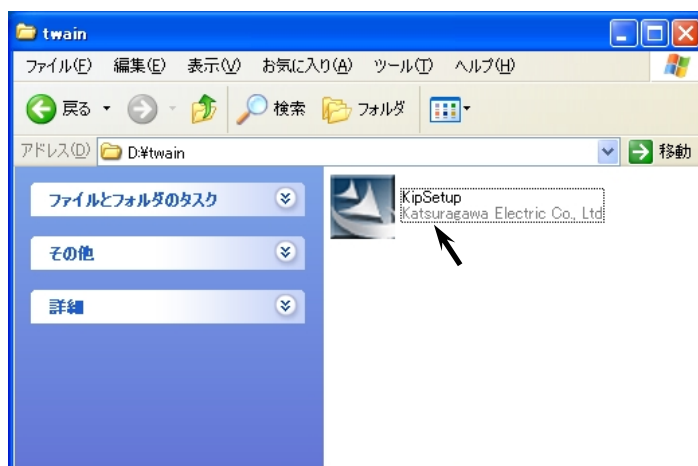 twain
ファイル(F) 編集(E) 表示(V) お気に入り(A) ツール(T) ヘルプ(H)
戻る 検索 フォルダ
アドレス(D) D:¥twain 移動
ファイルとフォルダのタスク
その他
詳細
KipSetup
Katsuragawa Electric Co., Ltd